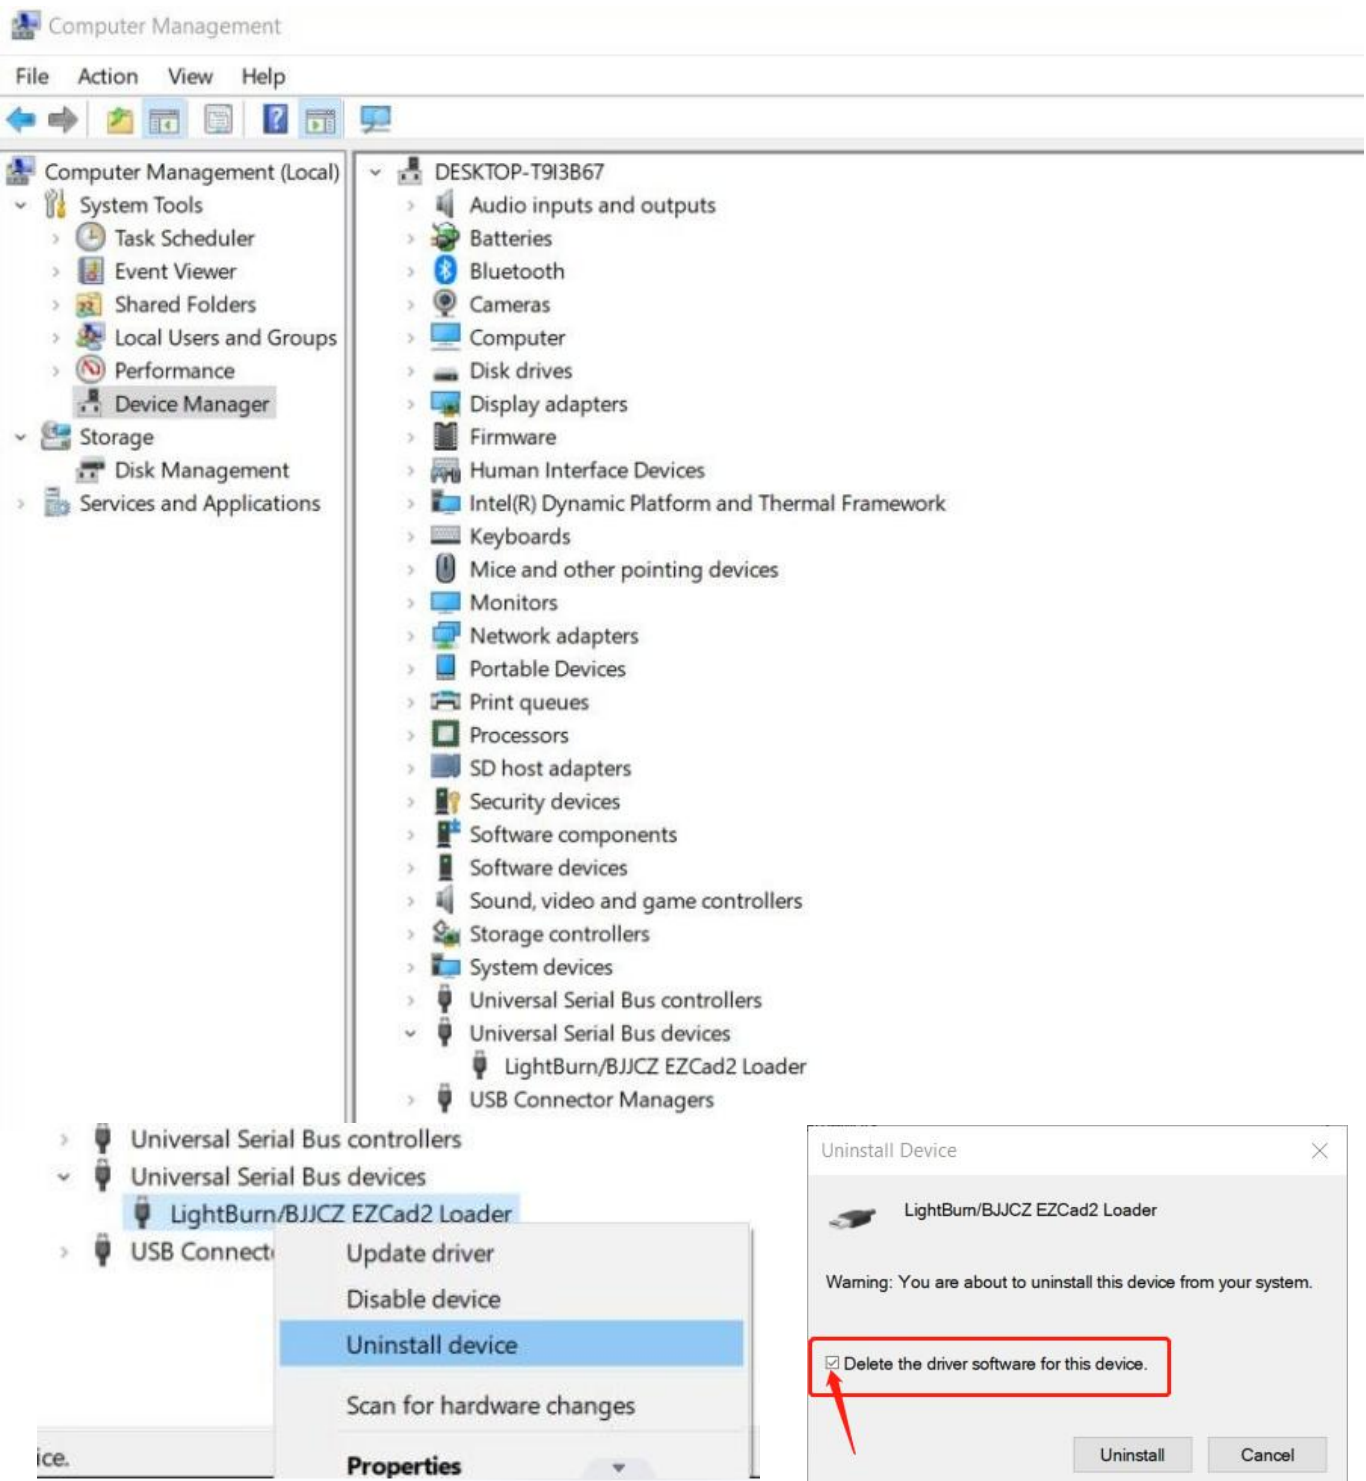 Computer Management
File Action View Help
Computer Management (Local)
System Tools
Task Scheduler
Event Viewer
Shared Folders
Local Users and Groups
Performance
Device Manager
Storage
Disk Management
Services and Applications
DESKTOP-T9I3B67
Audio inputs and outputs
Batteries
Bluetooth
Cameras
Computer
Disk drives
Display adapters
Firmware
Human Interface Devices
Intel(R) Dynamic Platform and Thermal Framework
Keyboards
Mice and other pointing devices
Monitors
Network adapters
Portable Devices
Print queues
Processors
SD host adapters
Security devices
Software components
Software devices
Sound, video and game controllers
Storage controllers
System devices
Universal Serial Bus controllers
Universal Serial Bus devices
LightBurn/BJJCZ EZCad2 Loader
USB Connector Managers
Universal Serial Bus controllers
Universal Serial Bus devices
LightBurn/BJJCZ EZCad2 Loader
USB Connect
Update driver
Disable device
Uninstall device
Scan for hardware changes
Properties
ice.
Uninstall Device
LightBurn/BJJCZ EZCad2 Loader
Warning: You are about to uninstall this device from your system.
Delete the driver software for this device.
Uninstall Cancel